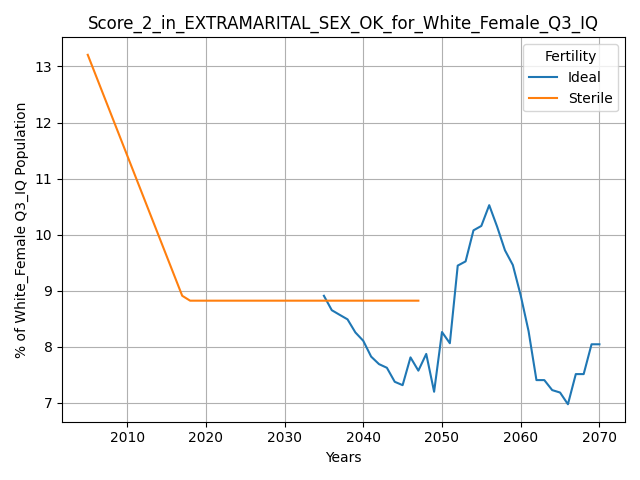 Score_2_in_EXTRAMARITAL_SEX_OK_for_White_Female_Q3_IQ
Fertility
Ideal
Sterile
% of White_Female Q3_IQ Population
13
12
11
10
9
8
7
2010 2020 2030 2040 2050 2060 2070
Years